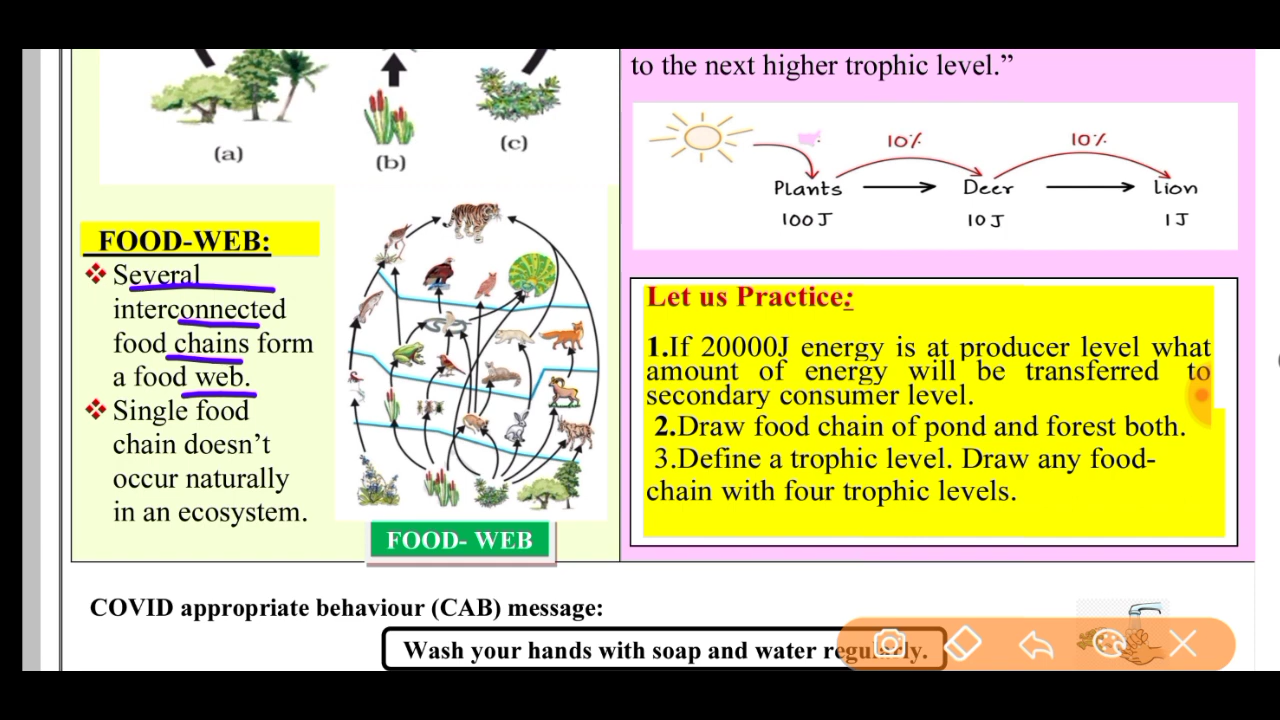 (a)
(b)
(c)
FOOD-WEB:
Several
interconnected
food chains form
a food web.
Single food
chain doesn’t
occur naturally
in an ecosystem.
FOOD- WEB
to the next higher trophic level.”
10%
10%
Plants
Deer
Lion
100 J
10 J
1 J
Let us Practice:
1.If 20000J energy is at producer level what
amount of energy will be transferred to
secondary consumer level.
2.Draw food chain of pond and forest both.
3.Define a trophic level. Draw any food-
chain with four trophic levels.
COVID appropriate behaviour (CAB) message:
Wash your hands with soap and water regularly.